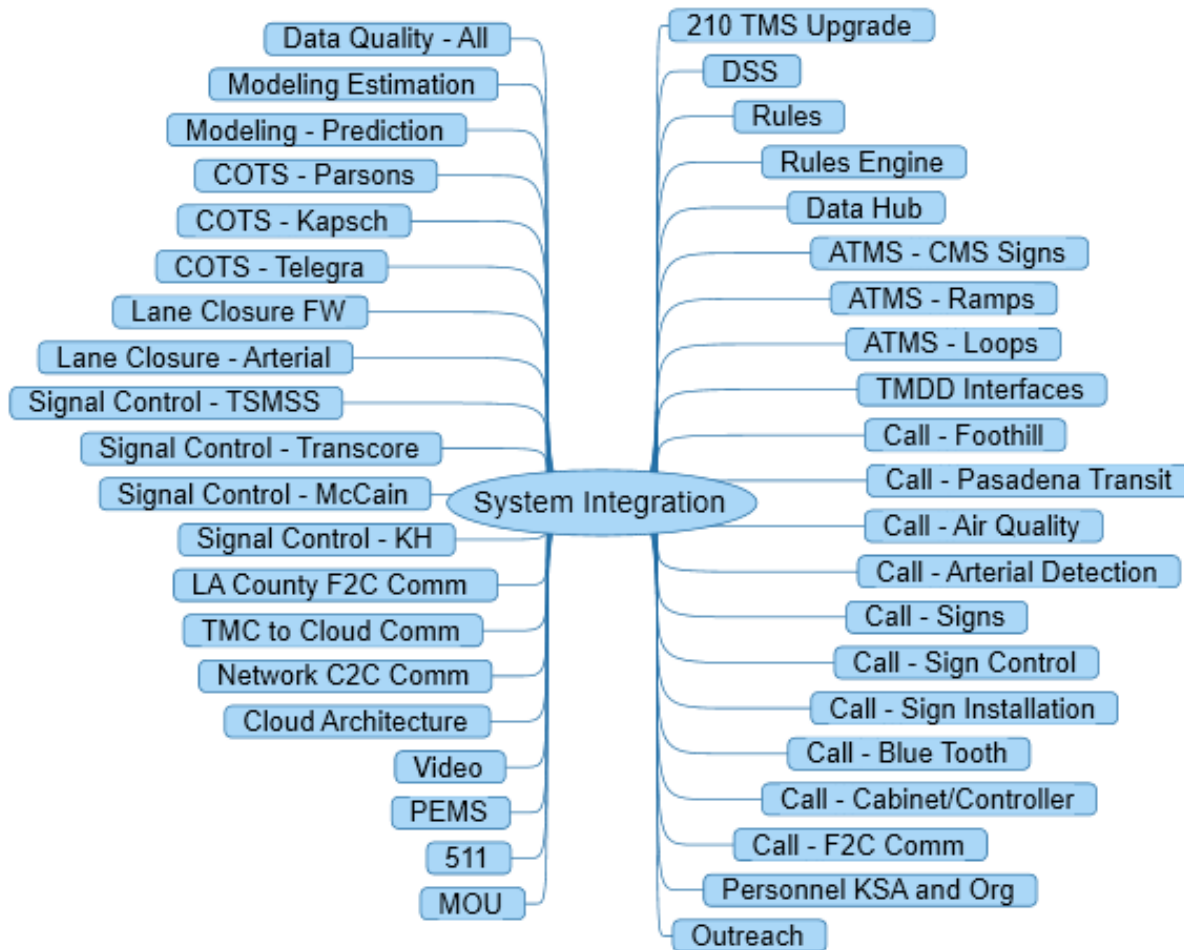 Data Quality - All
Modeling Estimation
Modeling - Prediction
COTS - Parsons
COTS - Kapsch
COTS - Telegra
Lane Closure FW
Lane Closure - Arterial
Signal Control - TSMSS
Signal Control - Transcore
Signal Control - McCain
Signal Control - KH
LA County F2C Comm
TMC to Cloud Comm
Network C2C Comm
Cloud Architecture
Video
PEMS
511
MOU
System Integration
210 TMS Upgrade
DSS
Rules
Rules Engine
Data Hub
ATMS - CMS Signs
ATMS - Ramps
ATMS - Loops
TMDD Interfaces
Call - Foothill
Call - Pasadena Transit
Call - Air Quality
Call - Arterial Detection
Call - Signs
Call - Sign Control
Call - Sign Installation
Call - Blue Tooth
Call - Cabinet/Controller
Call - F2C Comm
Personnel KSA and Org
Outreach